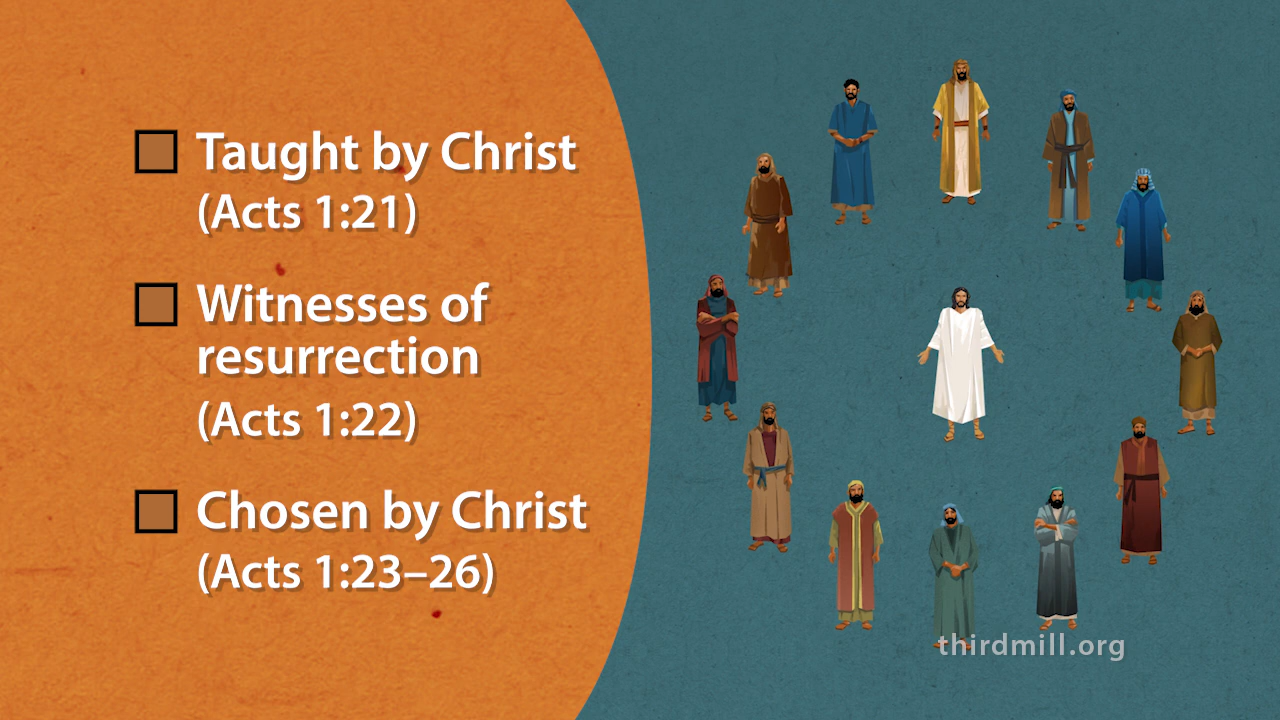 Taught by Christ
(Acts 1:21)
Witnesses of
resurrection
(Acts 1:22)
Chosen by Christ
(Acts 1:23–26)
thirdmill.org